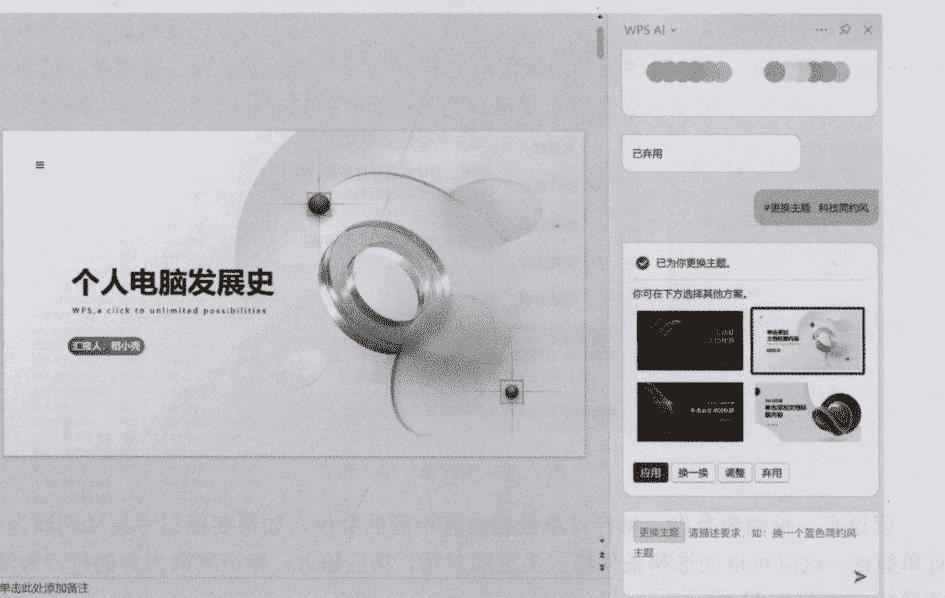 WPS AI
已弃用
#更换主题 科技简约风
个人电脑发展史
WPS,a click to unlimited possibilities
汇报人：稻小壳
已为你更换主题。
你可在下方选择其他方案。
应用 换一换 调整 弃用
更换主题 请描述要求，如：换一个蓝色简约风
主题
单击此处添加备注